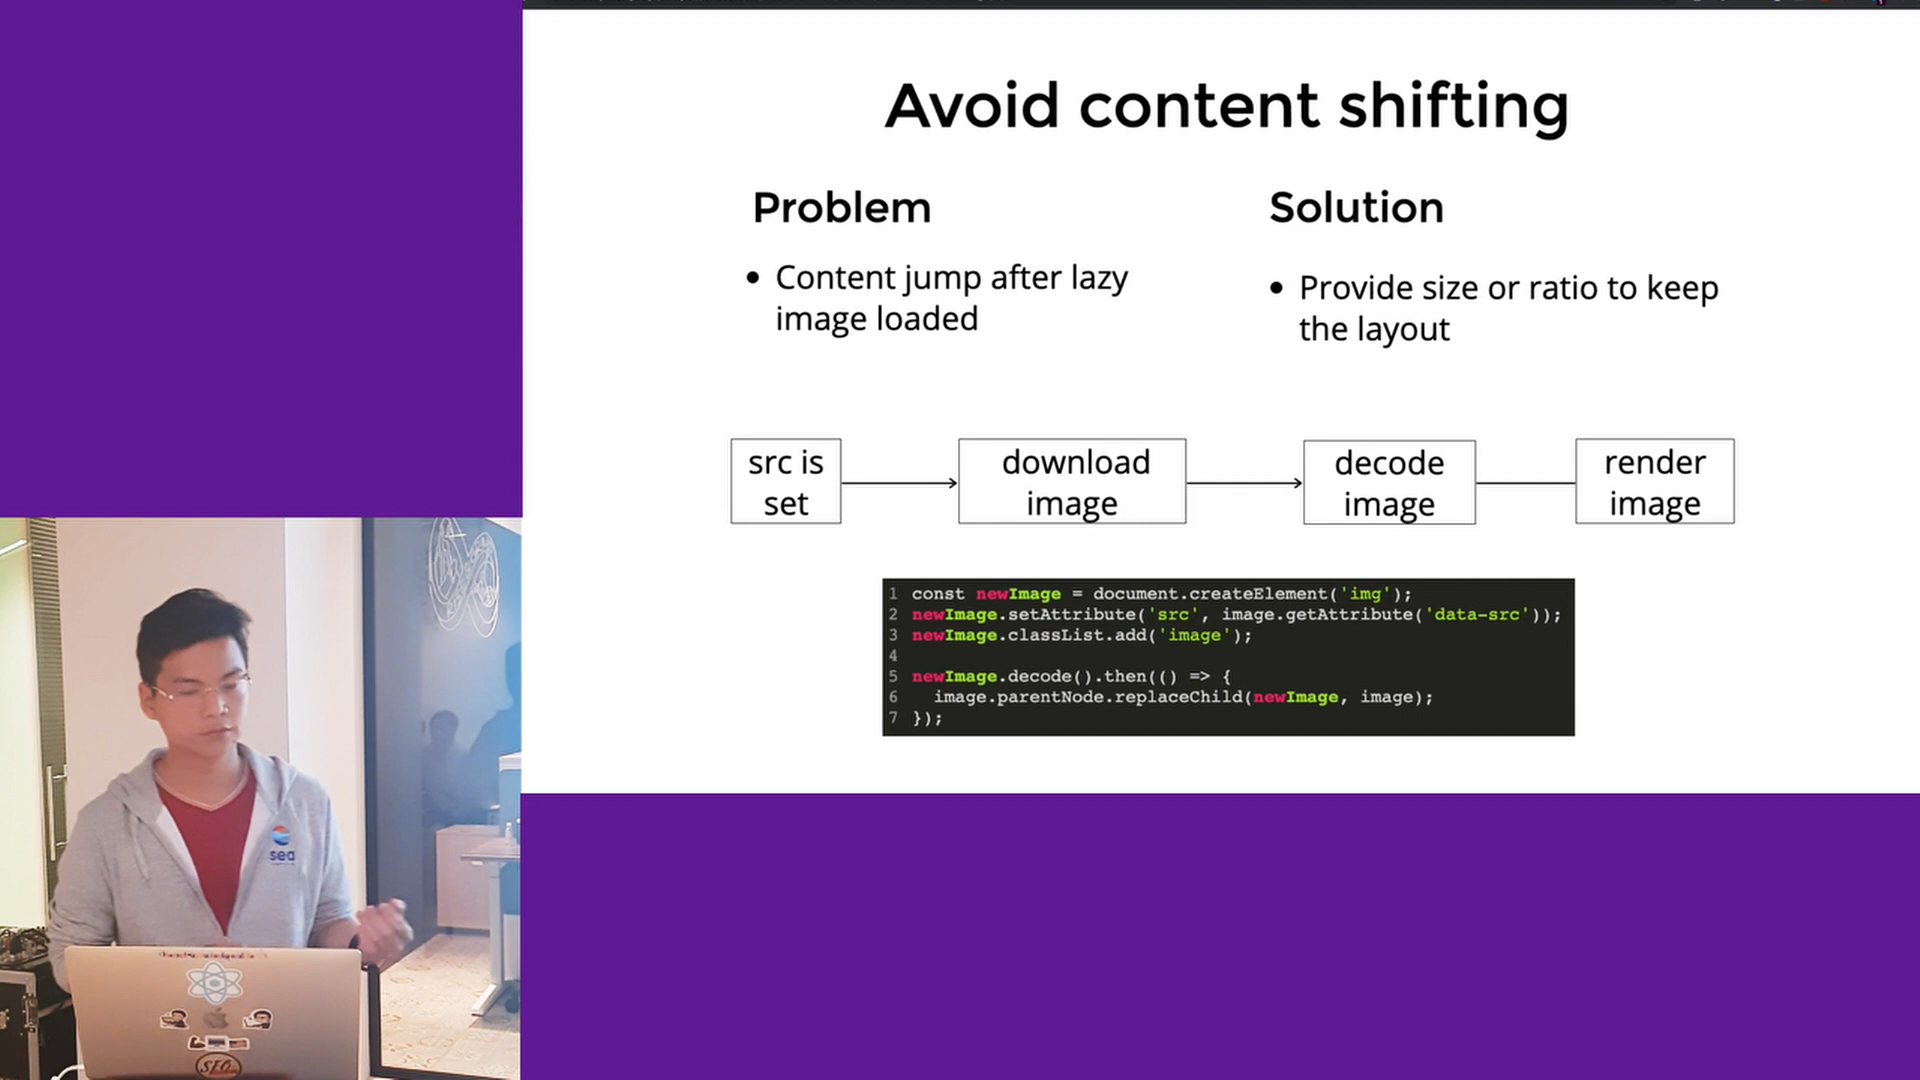 Avoid content shifting
Problem
• Content jump after lazy
image loaded
Solution
• Provide size or ratio to keep
the layout
src is
set
download
image
decode
image
render
image
1 const newImage = document.createElement('img');
2 newImage.setAttribute('src', image.getAttribute('data-src'));
3 newImage.classList.add('image');
4
5 newImage.decode().then(() => {
6 image.parentNode.replaceChild(newImage, image);
7 });
sea